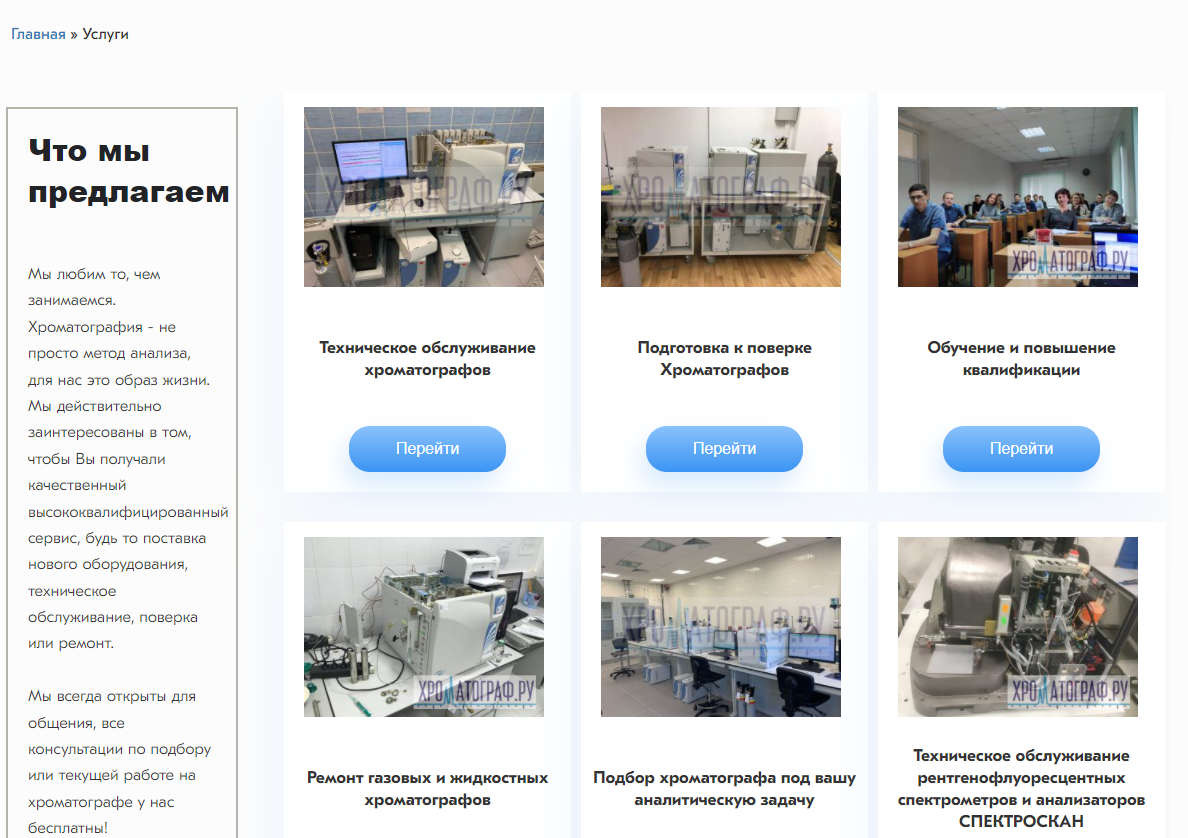 Главная » Услуги
Что мы
предлагаем
Мы любим то, чем
занимаемся.
Хроматография - не
просто метод анализа,
для нас это образ жизни.
Мы действительно
заинтересованы в том,
чтобы Вы получали
качественный
высококвалифицированный
сервис, будь то поставка
нового оборудования,
техническое
обслуживание, поверка
или ремонт.
Мы всегда открыты для
общения, все
консультации по подбору
или текущей работе на
хроматографе у нас
бесплатны!
ХРОМАТОГРАФ.РУ
Техническое обслуживание
хроматографов
Перейти
ХРОМАТОГРАФ.РУ
Подготовка к поверке
Хроматографов
Перейти
ХРОМАТОГРАФ.РУ
Обучение и повышение
квалификации
Перейти
ХРОМАТОГРАФ.РУ
Ремонт газовых и жидкостных
хроматографов
ХРОМАТОГРАФ.РУ
Подбор хроматографа под вашу
аналитическую задачу
ХРОМАТОГРАФ.РУ
Техническое обслуживание
рентгенофлуоресцентных
спектрометров и анализаторов
СПЕКТРОСКАН